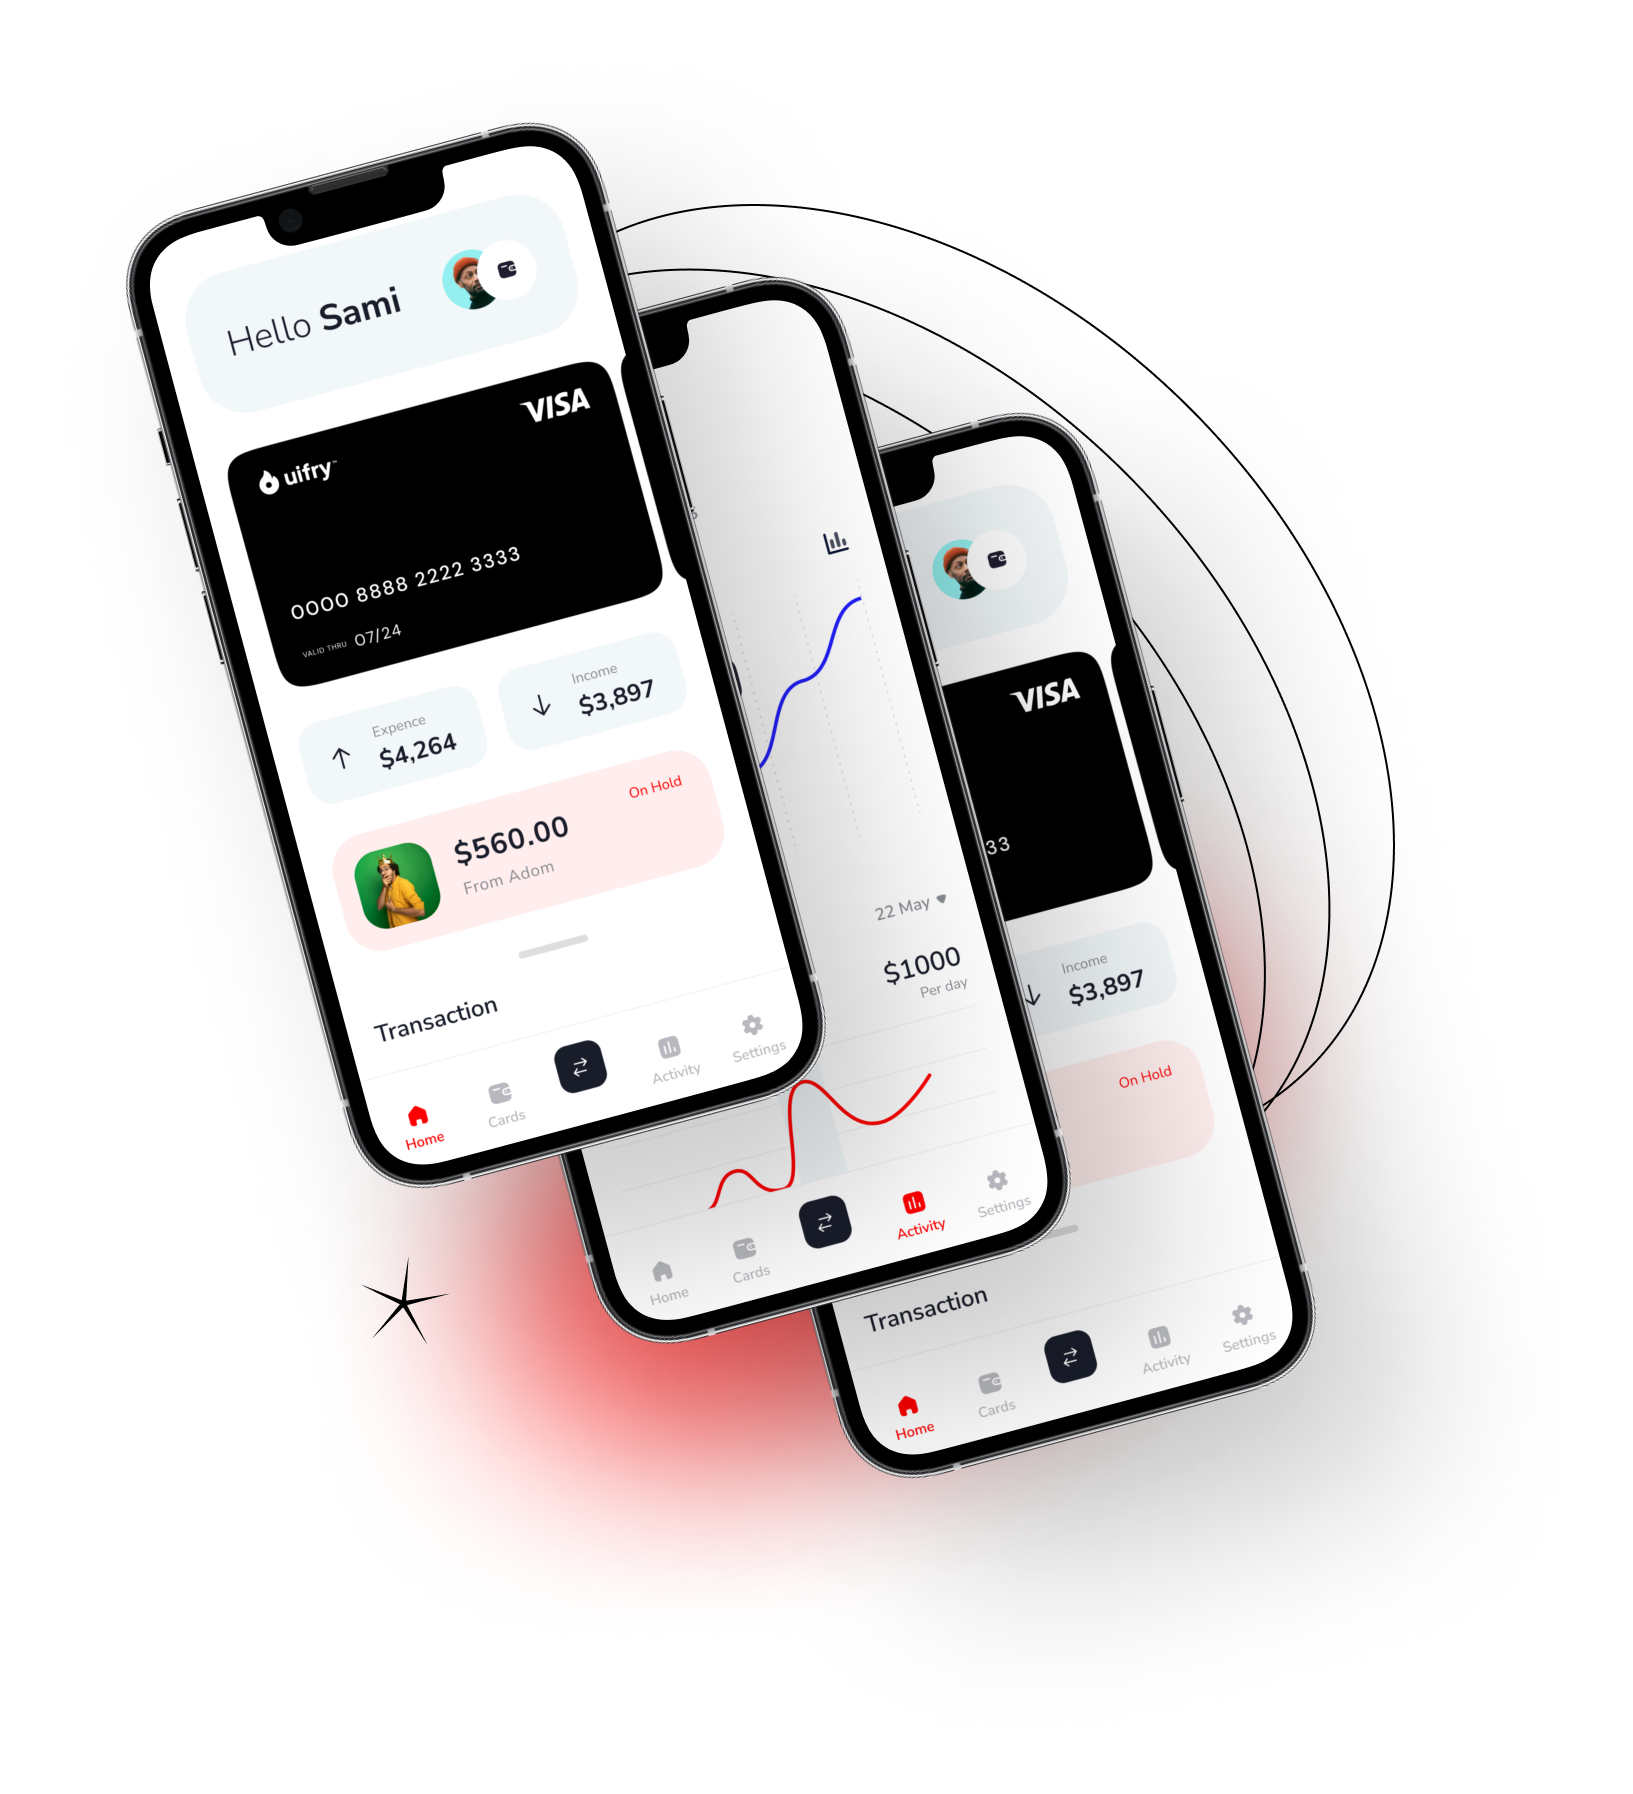 Hello Sami
VISA
uifry™
0000 8888 2222 3333
VALID THRU 07/24
Expence
$4,264
Income
$3,897
On Hold
$560.00
From Adom
Transaction
Home
Cards
Activity
Settings
22 May
$1000
Per day
Home
Cards
Activity
Settings
VISA
33
Income
$3,897
On Hold
Transaction
Home
Cards
Activity
Settings